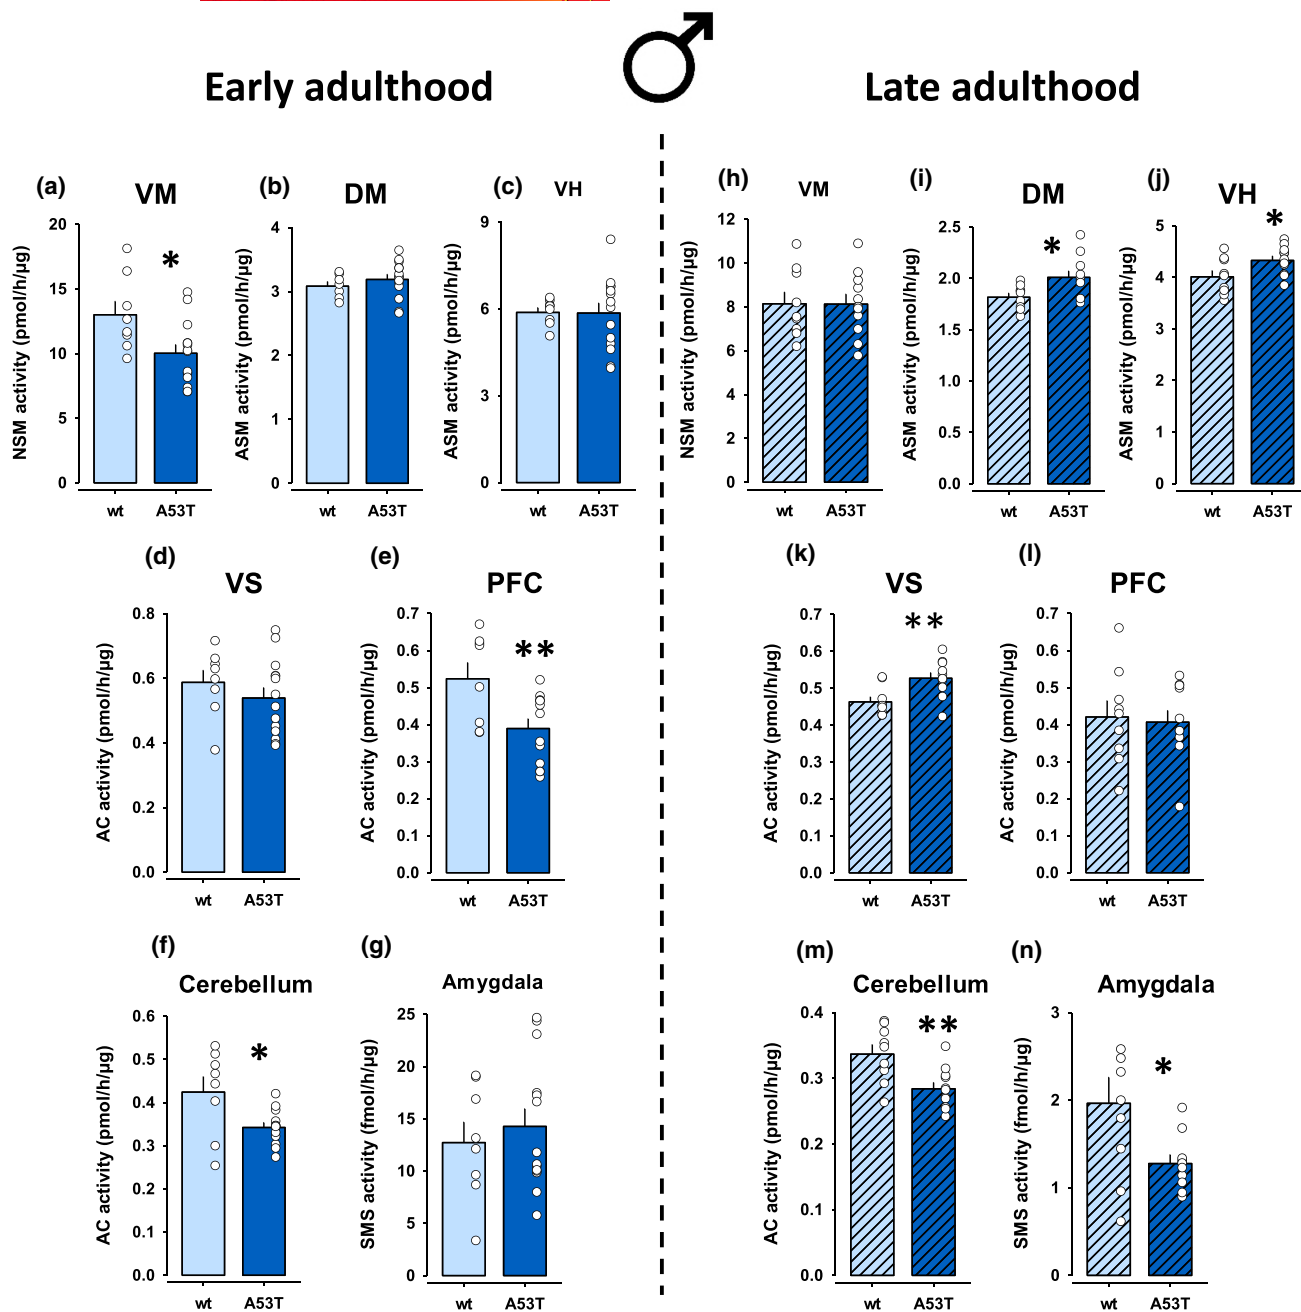 Early adulthood
Late adulthood
(a) VM
NSM activity (pmol/h/µg)
20
15
10
5
0
*
wt A53T
(b) DM
ASM activity (pmol/h/µg)
4
3
2
1
0
wt A53T
(c) VH
ASM activity (pmol/h/µg)
9
6
3
0
wt A53T
(h) VM
NSM activity (pmol/h/µg)
12
10
8
6
4
2
0
wt A53T
(i) DM
ASM activity (pmol/h/µg)
2.5
2.0
1.5
1.0
0.5
0.0
*
wt A53T
(j) VH
ASM activity (pmol/h/µg)
5
4
3
2
1
0
*
wt A53T
(d) VS
AC activity (pmol/h/µg)
0.8
0.6
0.4
0.2
0.0
wt A53T
(e) PFC
AC activity (pmol/h/µg)
0.7
0.6
0.5
0.4
0.3
0.2
0.1
0.0
**
wt A53T
(k) VS
AC activity (pmol/h/µg)
0.7
0.6
0.5
0.4
0.3
0.2
0.1
0.0
**
wt A53T
(l) PFC
AC activity (pmol/h/µg)
0.7
0.6
0.5
0.4
0.3
0.2
0.1
0.0
wt A53T
(f) Cerebellum
AC activity (pmol/h/µg)
0.6
0.5
0.4
0.3
0.2
0.1
0.0
*
wt A53T
(g) Amygdala
SMS activity (fmol/h/µg)
25
20
15
10
5
0
wt A53T
(m) Cerebellum
AC activity (pmol/h/µg)
0.4
0.3
0.2
0.1
0.0
**
wt A53T
(n) Amygdala
SMS activity (fmol/h/µg)
3
2
1
0
*
wt A53T